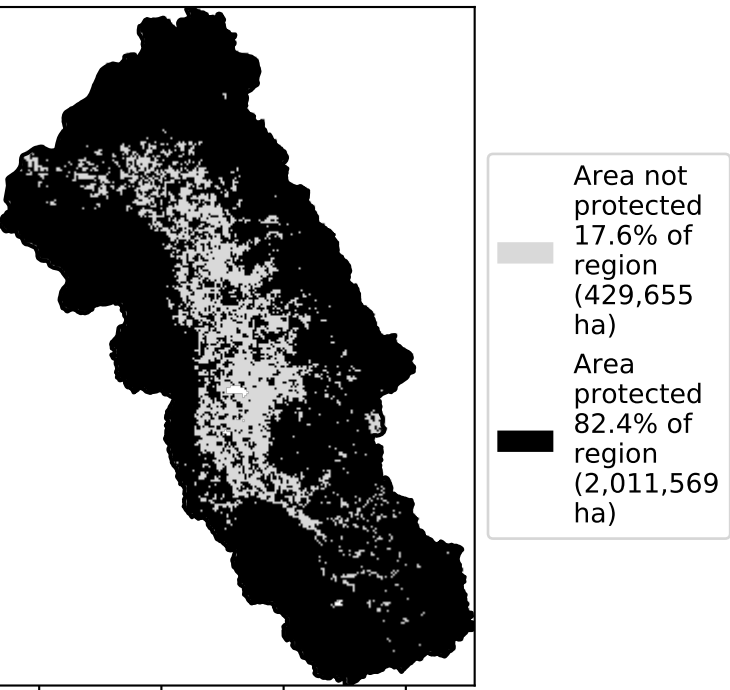 Area not
protected
17.6% of
region
(429,655
ha)
Area
protected
82.4% of
region
(2,011,569
ha)